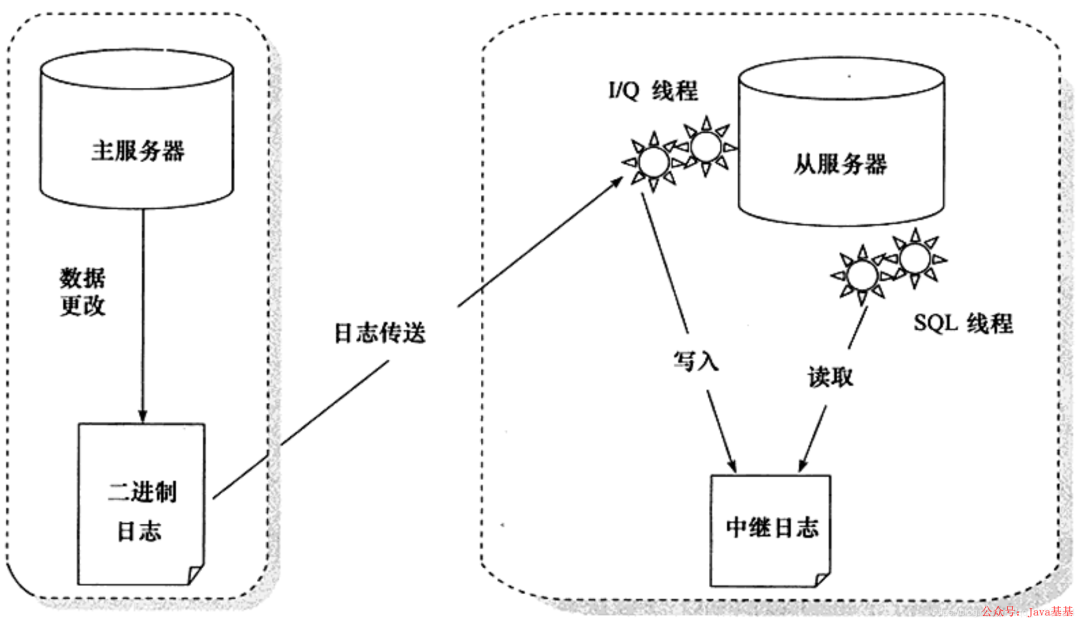 主服务器
数据
更改
二进制
日志
日志传送
I/Q 线程
从服务器
SQL 线程
写入
读取
中继日志
公众号: Java基基